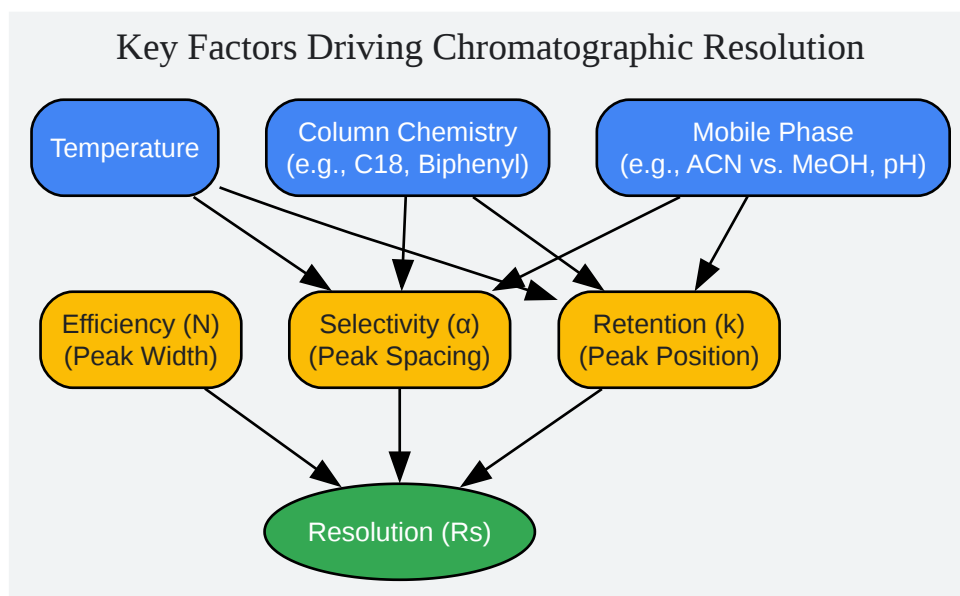 Key Factors Driving Chromatographic Resolution
Temperature
Column Chemistry
(e.g., C18, Biphenyl)
Mobile Phase
(e.g., ACN vs. MeOH, pH)
Efficiency (N)
(Peak Width)
Selectivity (α)
(Peak Spacing)
Retention (k)
(Peak Position)
Resolution (Rs)